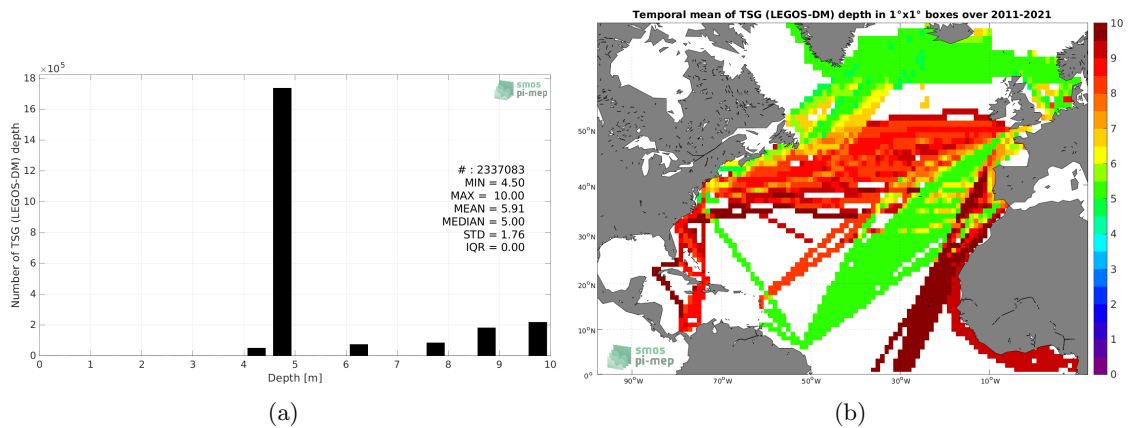 ×10⁵
18
16
14
12
10
8
6
4
2
0
Number of TSG (LEGOS-DM) depth
smos
pi-mep
# : 2337083
MIN = 4.50
MAX = 10.00
MEAN = 5.91
MEDIAN = 5.00
STD = 1.76
IQR = 0.00
0 1 2 3 4 5 6 7 8 9 10
Depth [m]
(a)
Temporal mean of TSG (LEGOS-DM) depth in 1°x1° boxes over 2011-2021
50°N
40°N
30°N
20°N
10°N
0°
90°W 70°W 50°W 30°W 10°W
smos
pi-mep
10
9
8
7
6
5
4
3
2
1
0
(b)